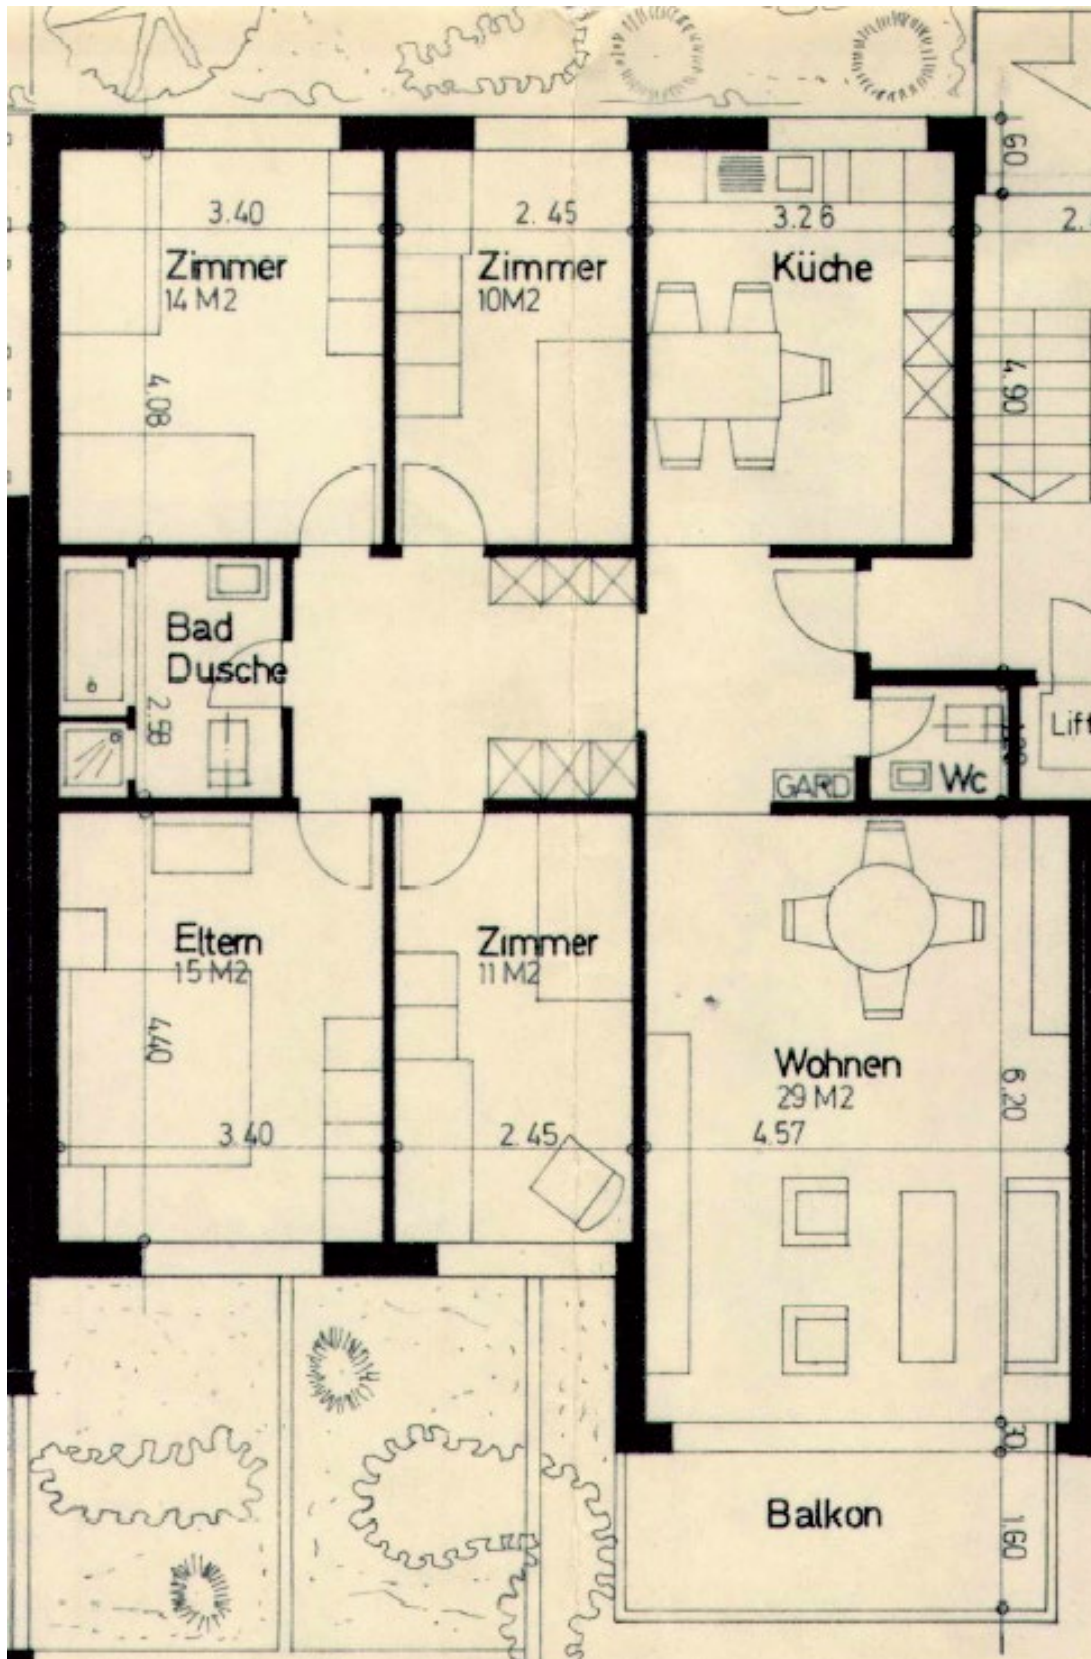 60
3.40
2.45
3.26
2.
Zimmer
14 M2
Zimmer
10M2
Küche
4.08
4.90
Bad
Dusche
2.98
Lift
GARD
Wc
Eltern
15 M2
Zimmer
11 M2
4.40
Wohnen
29 M2
6.20
3.40
2.45
4.57
30
Balkon
1.60